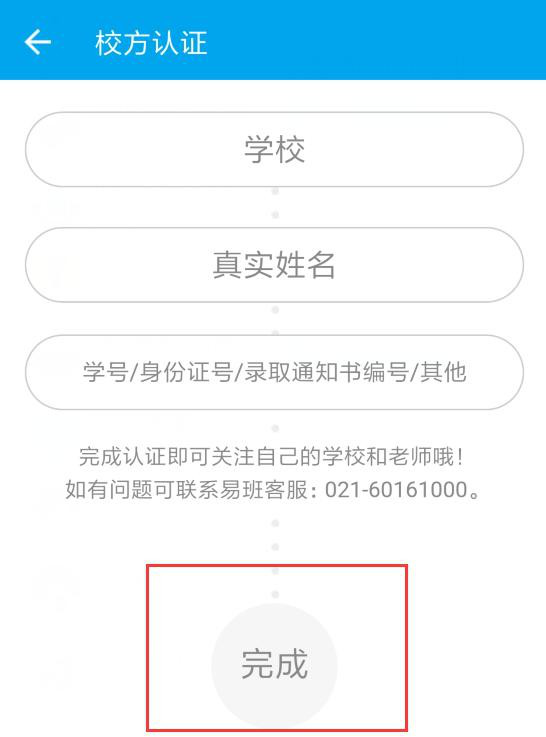 校方认证
学校
真实姓名
学号/身份证号/录取通知书编号/其他
完成认证即可关注自己的学校和老师哦！
如有问题可联系易班客服：021-60161000。
完成